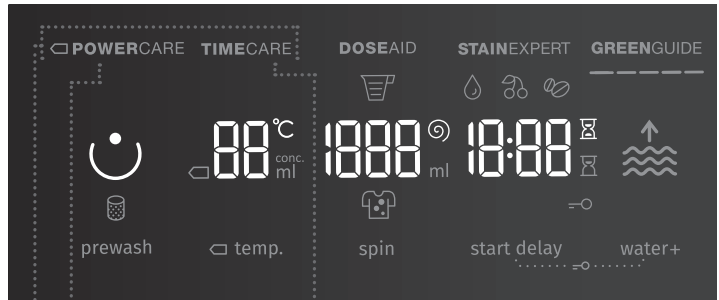 POWERCARE TIMECARE DOSEAID STAINEXPERT GREENGUIDE
88 °C 1888 18:88
conc.
ml ml
prewash temp. spin start delay water+